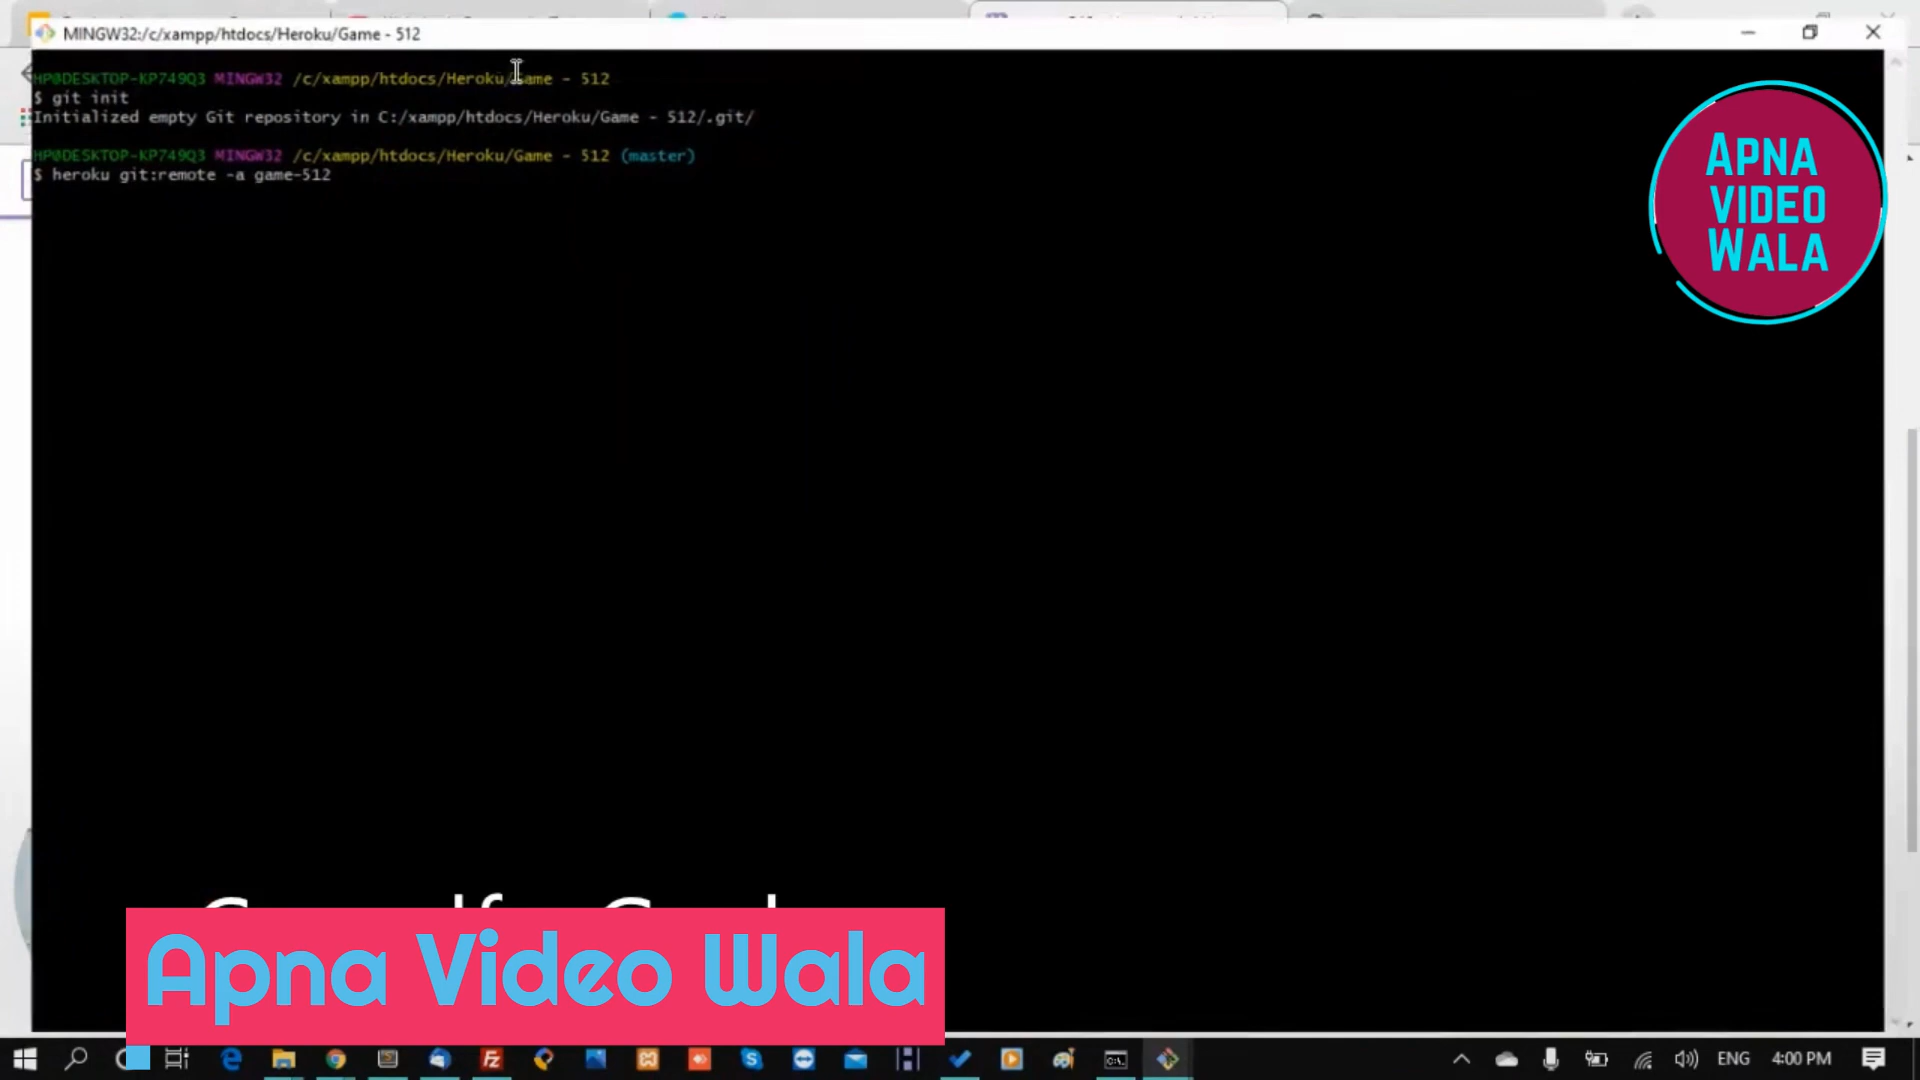 MINGW32:/c/xampp/htdocs/Heroku/Game - 512
HP@DESKTOP-KP749Q3 MINGW32 /c/xampp/htdocs/Heroku/Game - 512
$ git init
Initialized empty Git repository in C:/xampp/htdocs/Heroku/Game - 512/.git/
HP@DESKTOP-KP749Q3 MINGW32 /c/xampp/htdocs/Heroku/Game - 512 (master)
$ heroku git:remote -a game-512
APNA
VIDEO
WALA
Apna Video Wala
ENG
4:00 PM